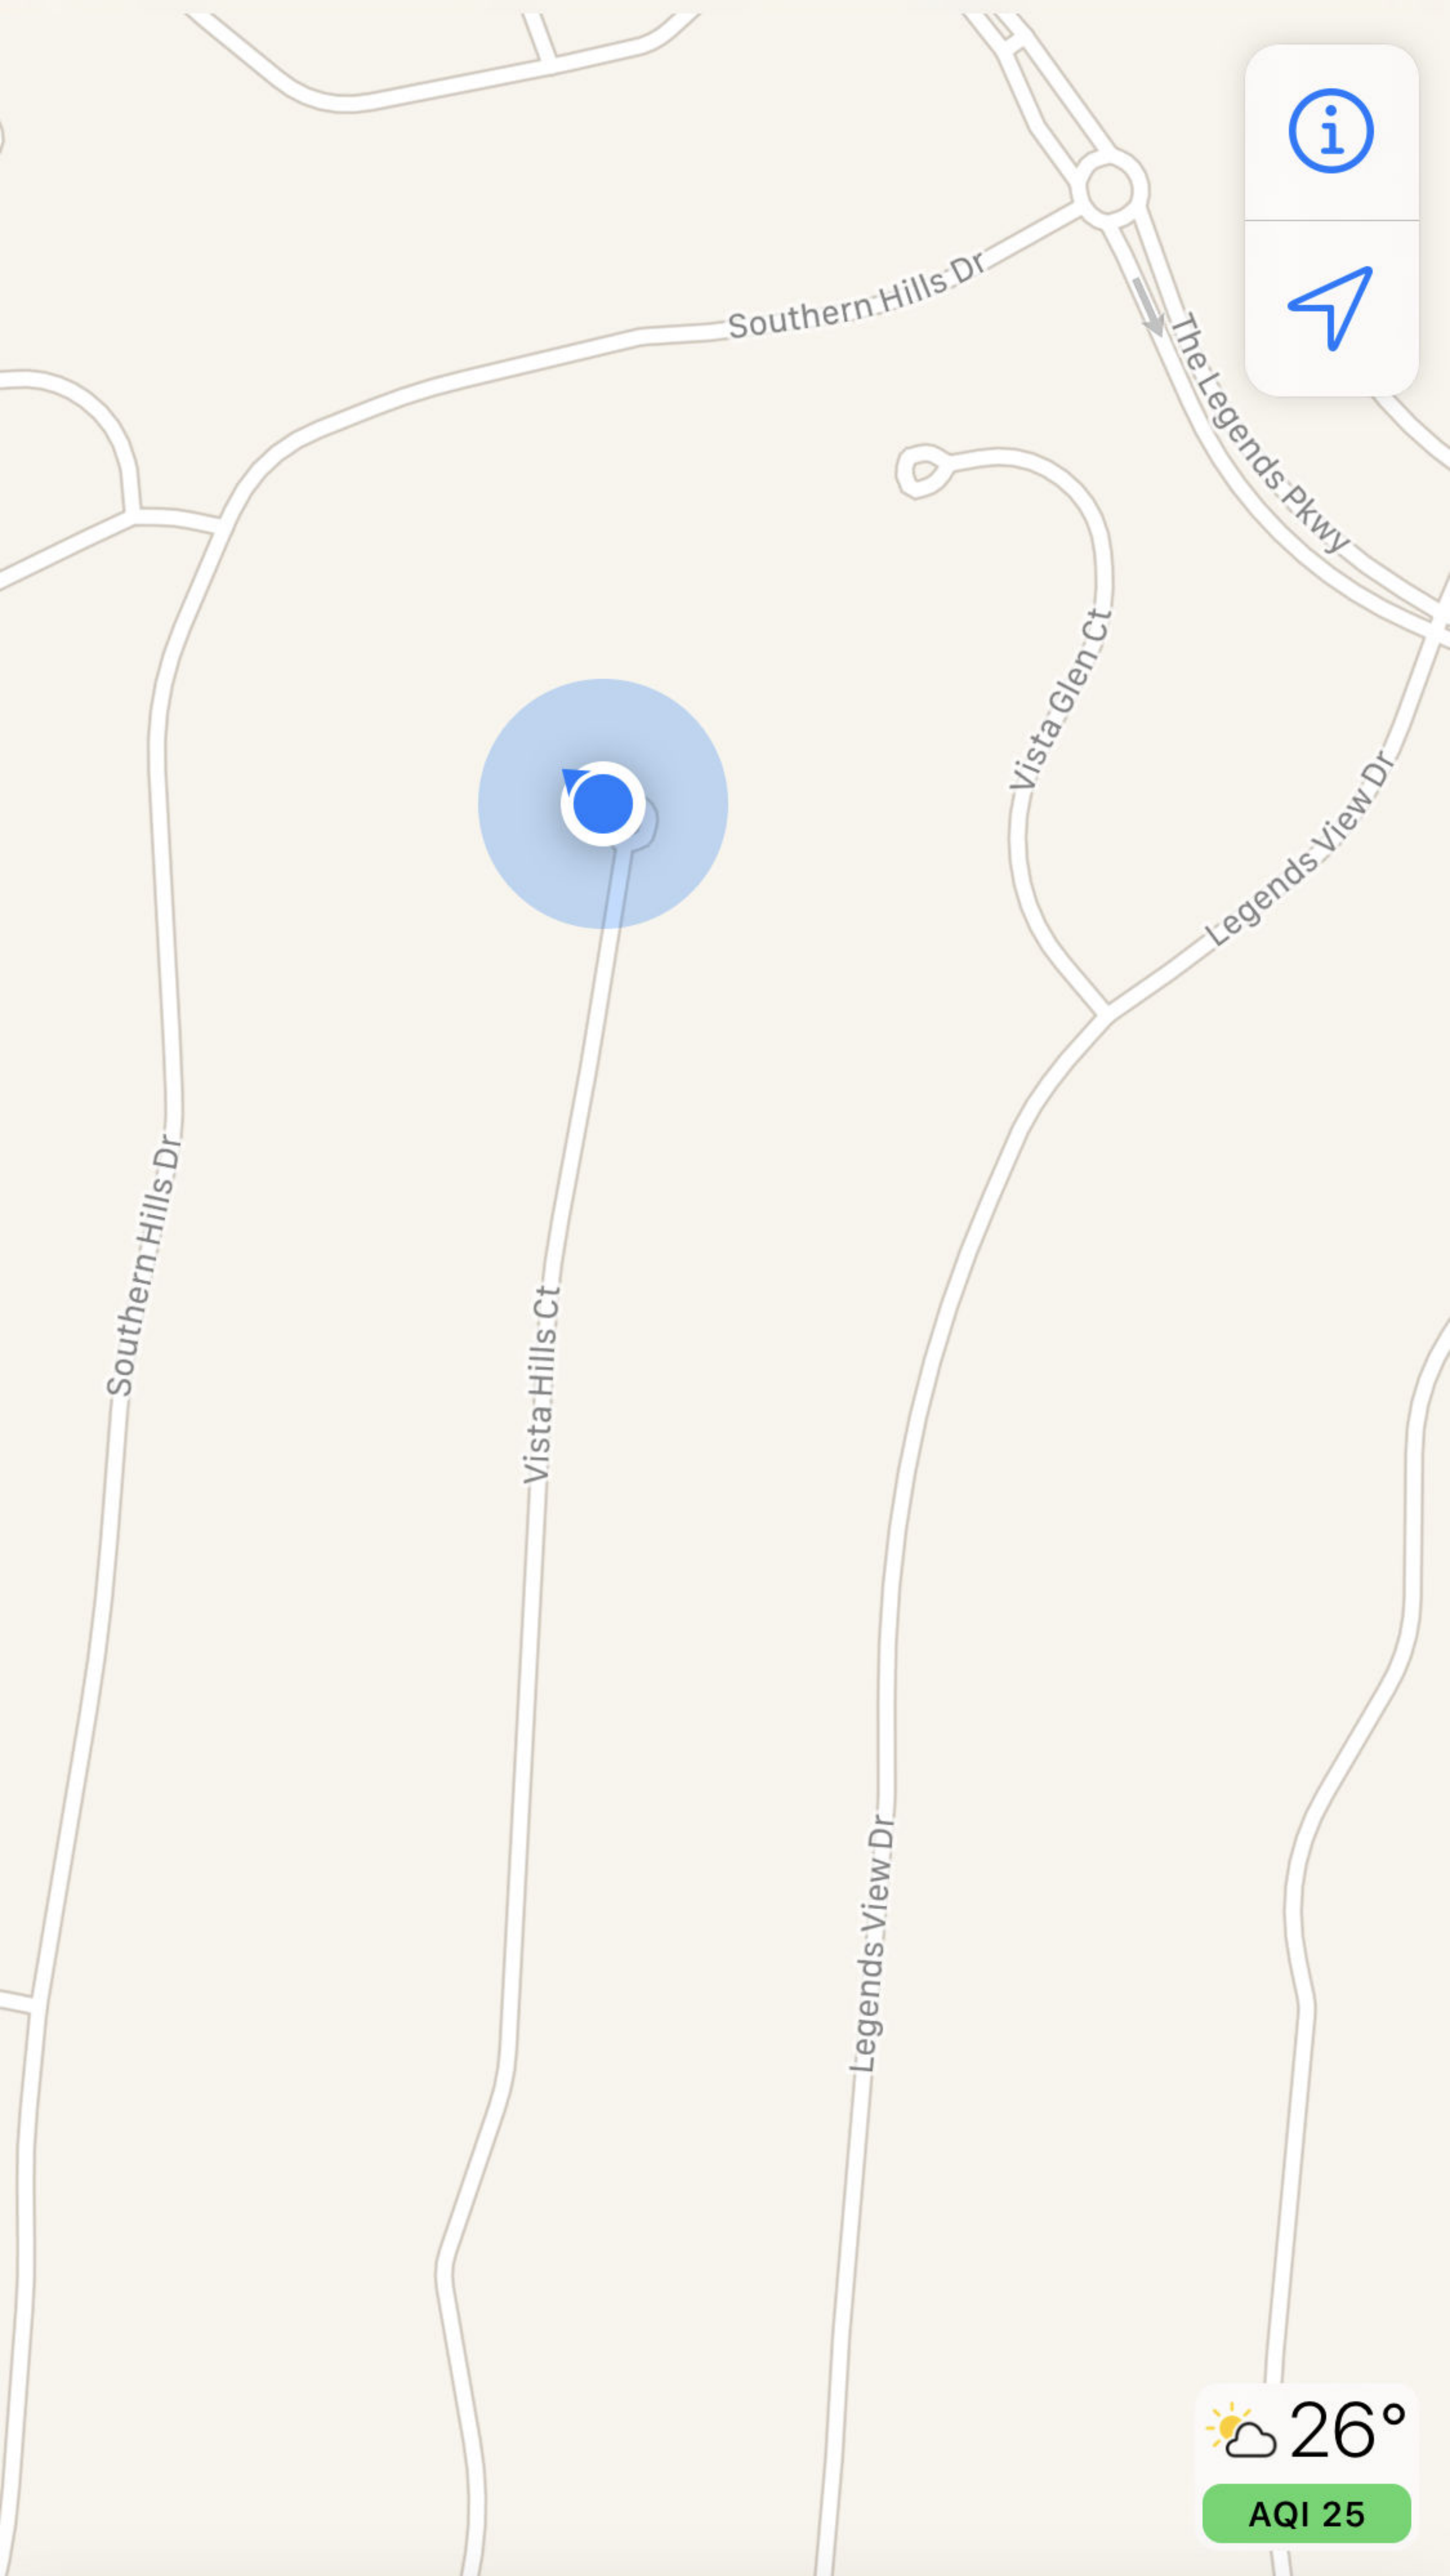 Southern Hills Dr
The Legends Pkwy
Vista Glen Ct
Legends View Dr
Southern Hills Dr
Vista Hills Ct
Legends View Dr
26°
AQI 25